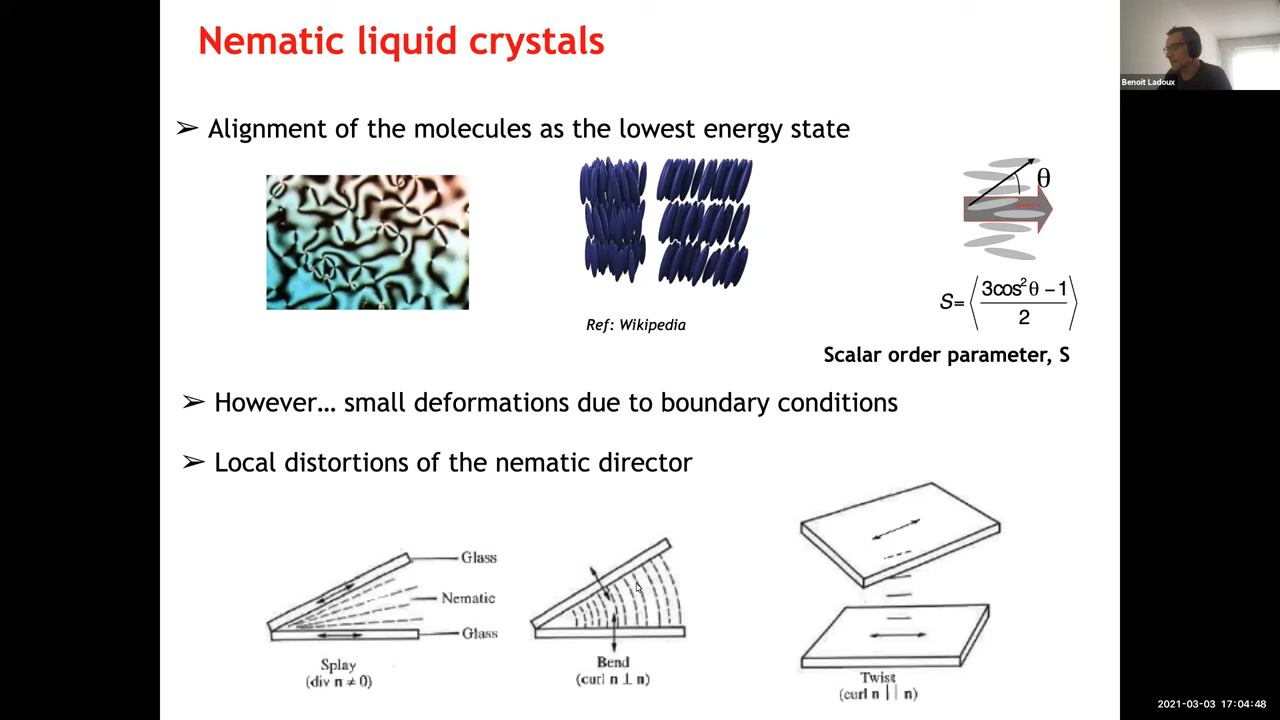 Nematic liquid crystals
Benoit Ladoux
➢ Alignment of the molecules as the lowest energy state
θ
S= ⟨ (3cos²θ – 1) / 2 ⟩
Ref: Wikipedia
Scalar order parameter, S
➢ However... small deformations due to boundary conditions
➢ Local distortions of the nematic director
Glass
Nematic
Glass
Splay
(div n ≠ 0)
Bend
(curl n ⊥ n)
Twist
(curl n || n)
2021-03-03 17:04:48